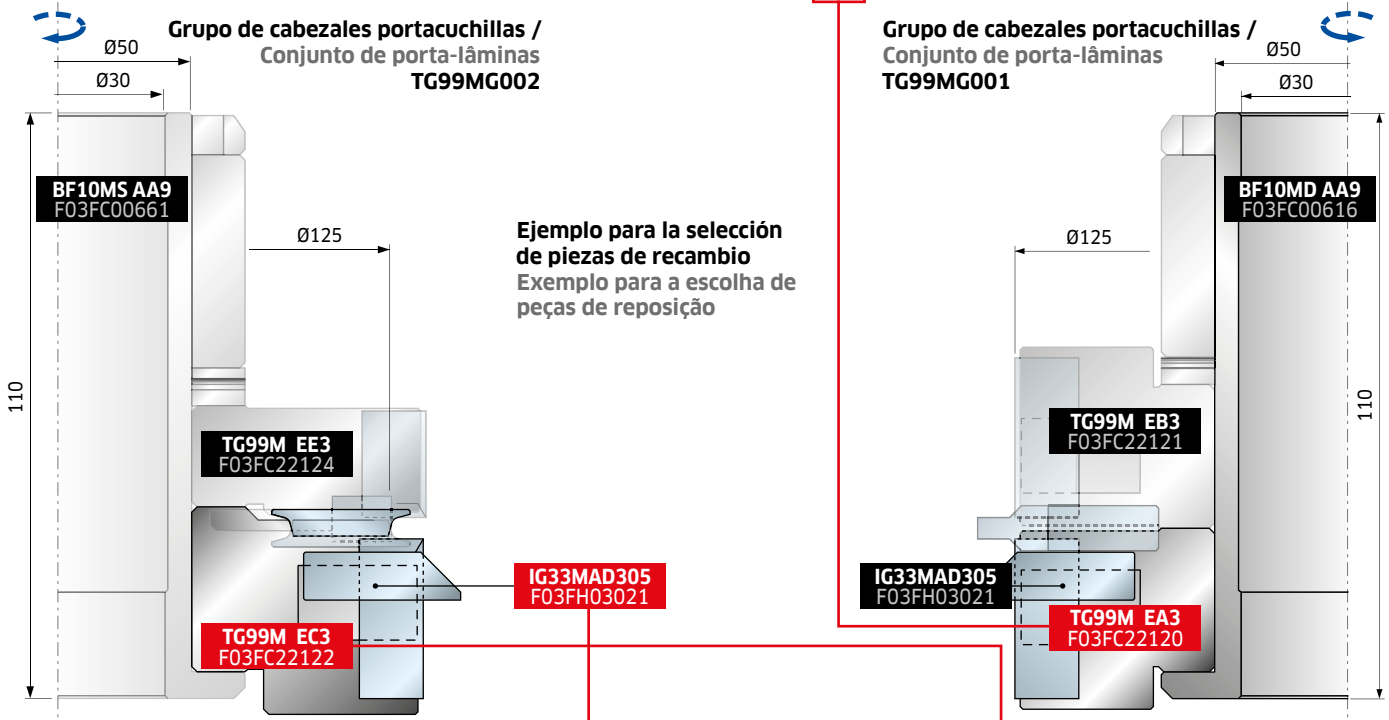 Grupo de cabezales portacuchillas /
Conjunto de porta-lâminas
TG99MG002
Ø50
Ø30
110
BF10MS AA9
F03FC00661
Ø125
TG99M EE3
F03FC22124
IG33MAD305
F03FH03021
TG99M EC3
F03FC22122
Ejemplo para la selección
de piezas de recambio
Exemplo para a escolha de
peças de reposição
Grupo de cabezales portacuchillas /
Conjunto de porta-lâminas
TG99MG001
Ø50
Ø30
BF10MD AA9
F03FC00616
Ø125
110
TG99M EB3
F03FC22121
IG33MAD305
F03FH03021
TG99M EA3
F03FC22120